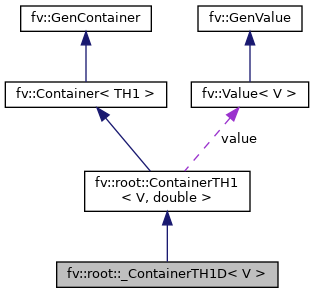 fv::GenContainer
fv::GenValue
fv::Container< TH1 >
fv::Value< V >
value
fv::root::ContainerTH1
< V, double >
fv::root::_ContainerTH1D< V >